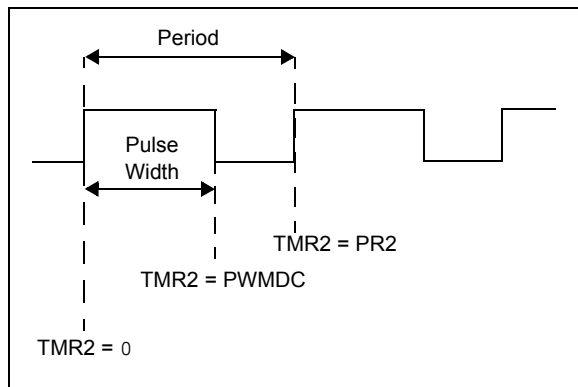 Period
Pulse
Width
TMR2 = PR2
TMR2 = PWMDC
TMR2 = 0